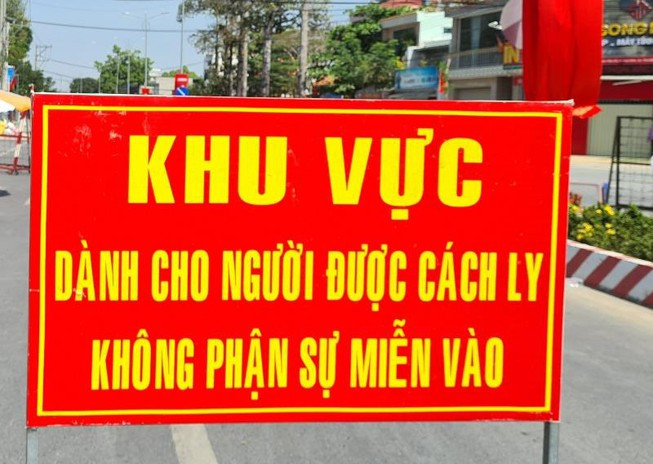 KHU VỰC
DÀNH CHO NGƯỜI ĐƯỢC CÁCH LY
KHÔNG PHẬN SỰ MIỄN VÀO